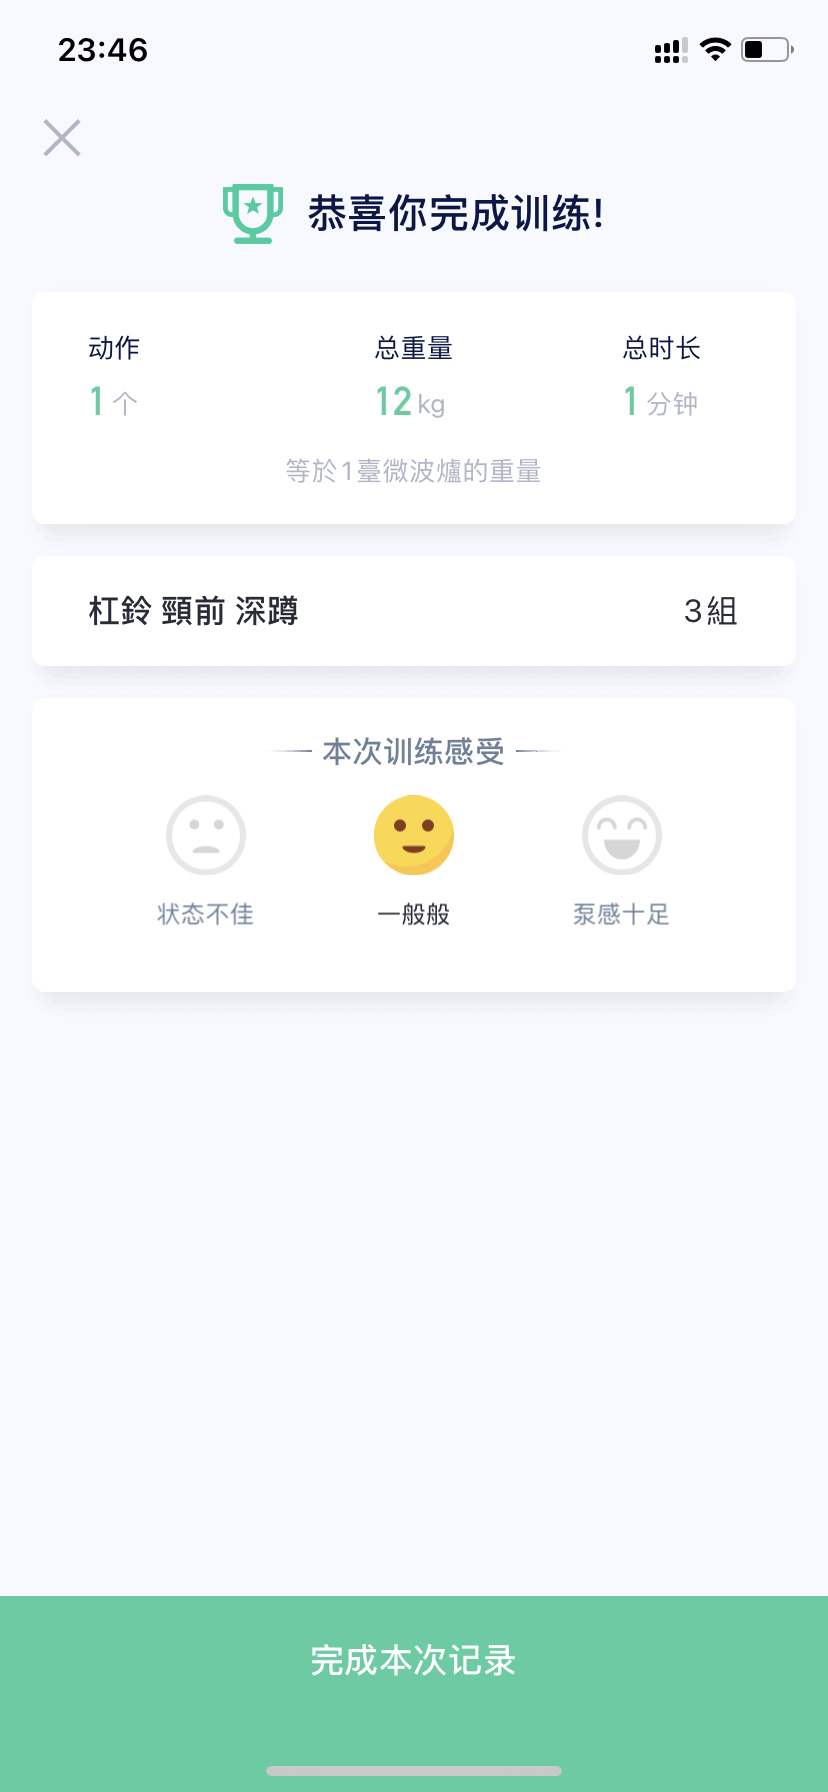 23:46
恭喜你完成训练!
动作 总重量 总时长
1 个 12 kg 1 分钟
等於1臺微波爐的重量
杠鈴 頸前 深蹲 3組
本次训练感受
状态不佳 一般般 泵感十足
完成本次记录